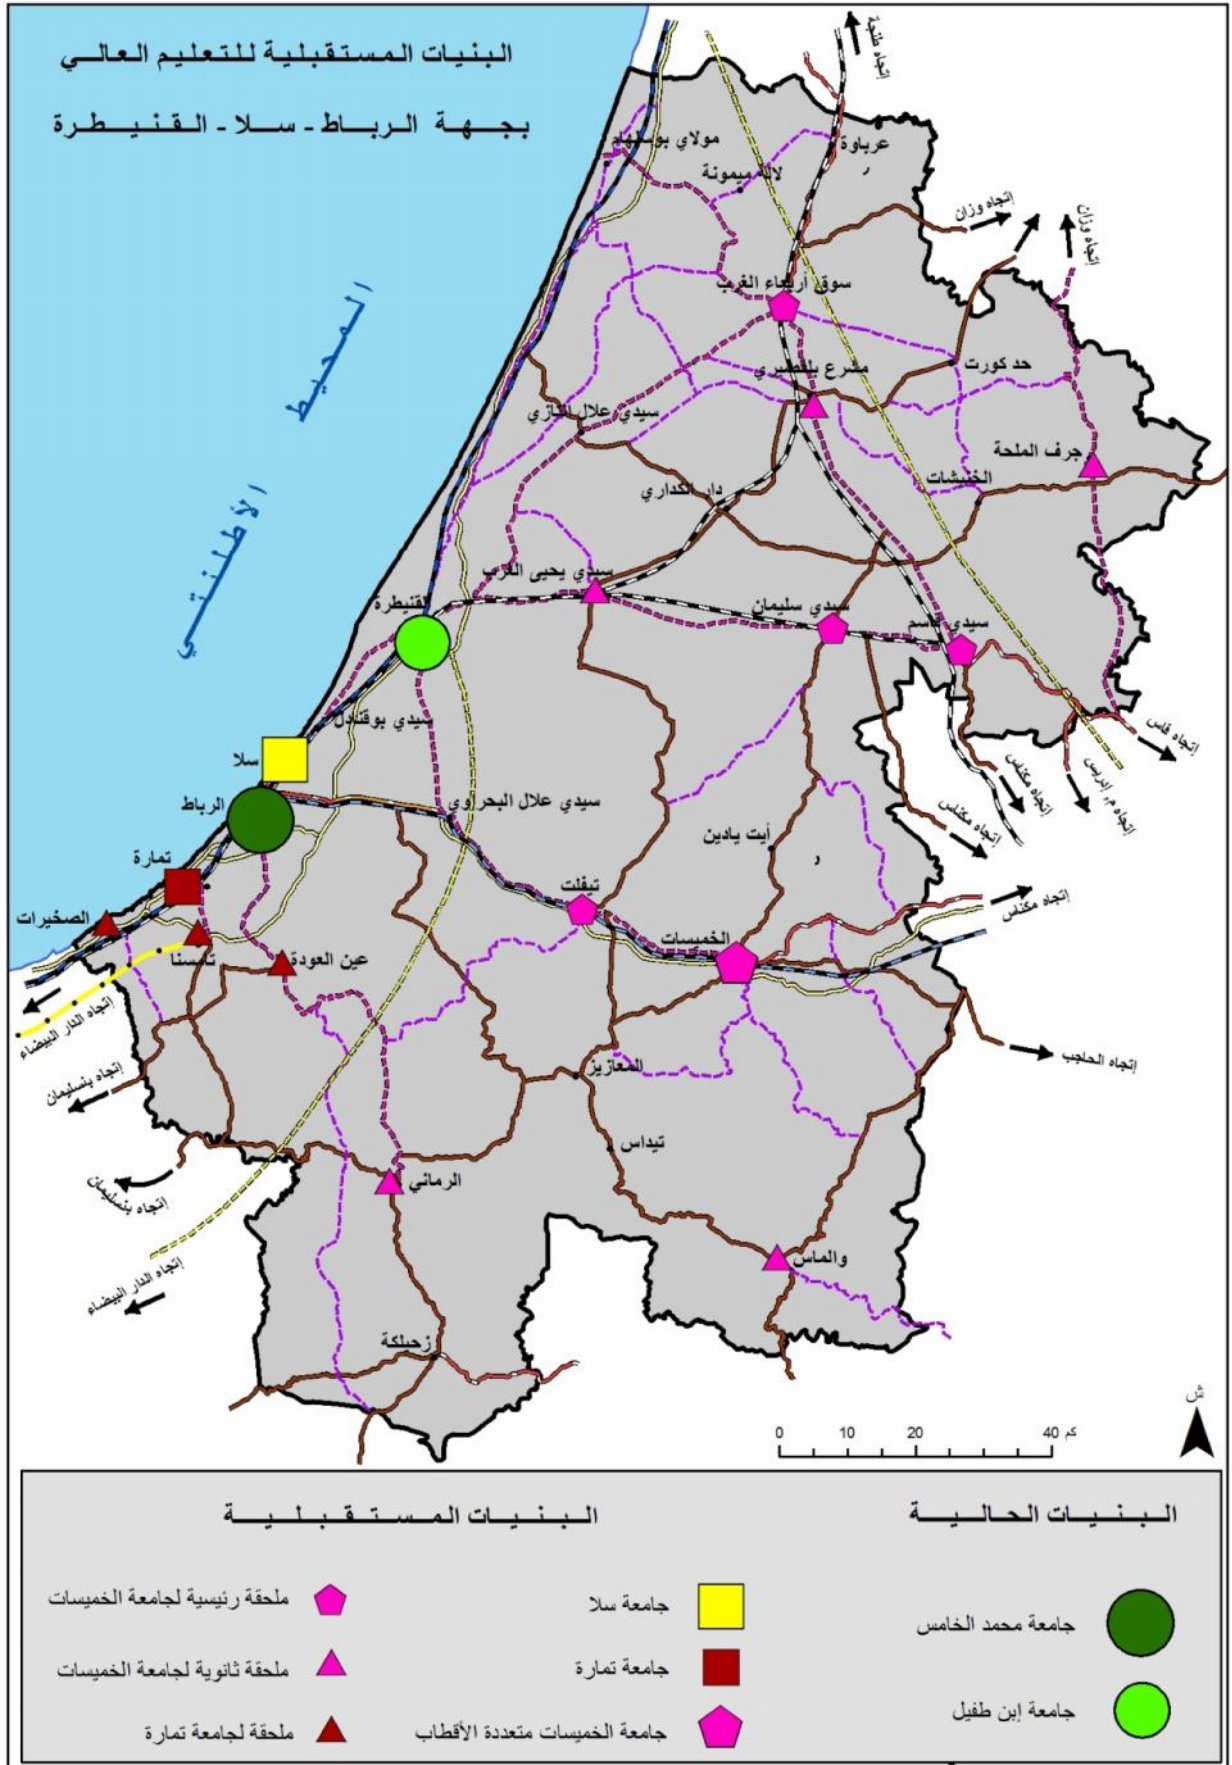 البنيات المستقبلية للتعليم العالي
بجهة الرباط - سلا - القنيطرة
إتجاه طنجة
مولاي بوسلهام
عرباوة
لالة ميمونة
إتجاه وزان
إتجاه وزان
سوق أربعاء الغرب
المحيط
الأطلنتي
مشرع بلقصيري
حد كورت
سيدي علال التازي
جرف الملحة
الخنيشات
دار الكداري
سيدي يحيى الغرب
القنيطرة
سيدي سليمان
سيدي قاسم
سيدي بوقنادل
إتجاه فاس
إتجاه م. إدريس
إتجاه مكناس
إتجاه مكناس
سلا
الرباط
سيدي علال البحراوي
أيت يادين
تمارة
تيفلت
إتجاه مكناس
الصخيرات
الخميسات
تامسنا
عين العودة
إتجاه الدار البيضاء
إتجاه الحاجب
المعازيز
إتجاه بنسليمان
تيداس
إتجاه بنسليمان
الرماني
والماس
إتجاه الدار البيضاء
زحيلكة
ش
0 10 20 40 كم
البنيات الحالية
جامعة محمد الخامس
جامعة إبن طفيل
البنيات المستقبلية
جامعة سلا
جامعة تمارة
جامعة الخميسات متعددة الأقطاب
ملحقة رئيسية لجامعة الخميسات
ملحقة ثانوية لجامعة الخميسات
ملحقة لجامعة تمارة